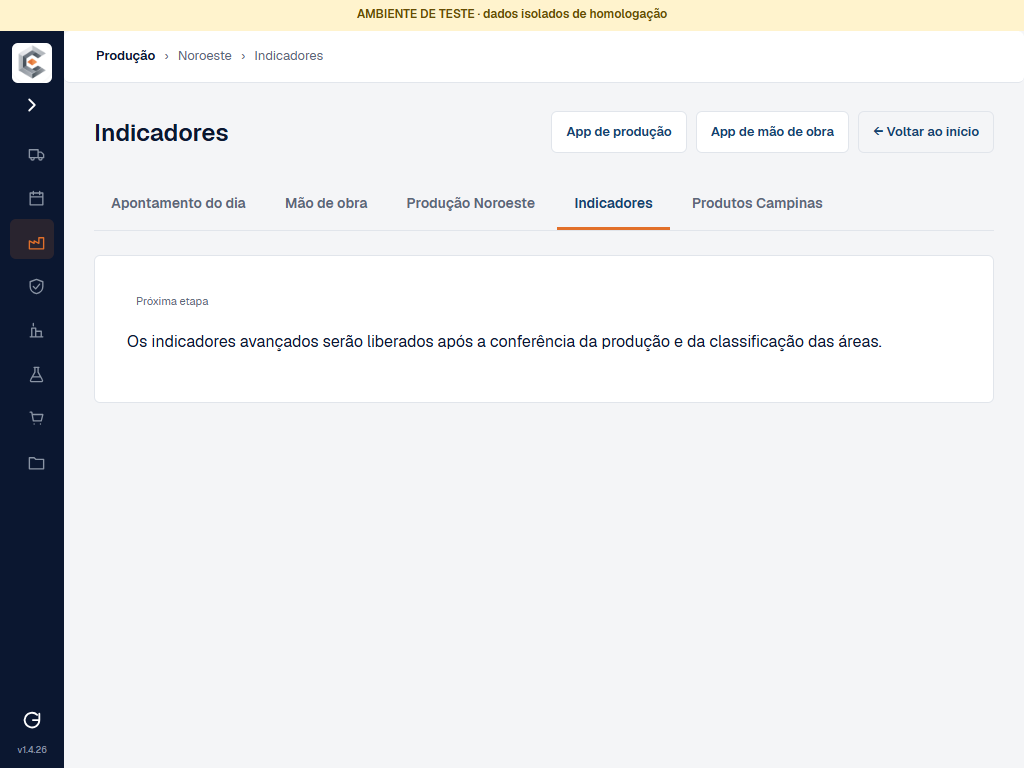 AMBIENTE DE TESTE · dados isolados de homologação
Produção › Noroeste › Indicadores
Indicadores
App de produção
App de mão de obra
← Voltar ao início
Apontamento do dia
Mão de obra
Produção Noroeste
Indicadores
Produtos Campinas
Próxima etapa
Os indicadores avançados serão liberados após a conferência da produção e da classificação das áreas.
v1.4.26